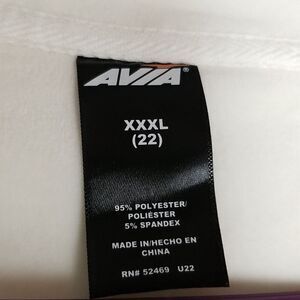 AVIA®
XXXL
(22)
95% POLYESTER/
POLIÉSTER
5% SPANDEX
MADE IN/HECHO EN
CHINA
RN# 52469 U22